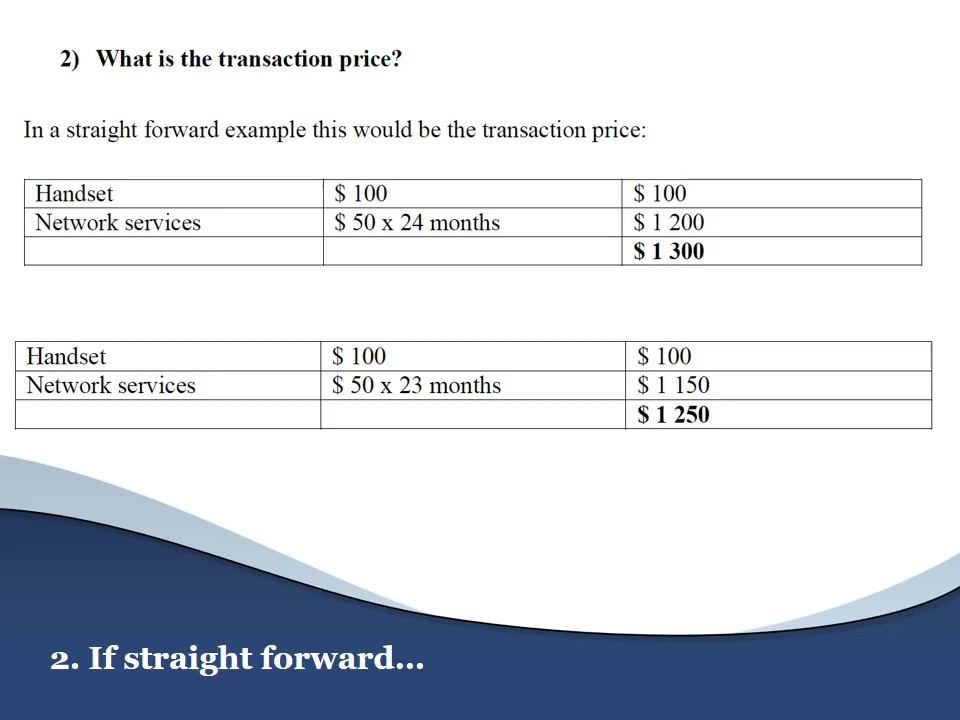 2) What is the transaction price?
In a straight forward example this would be the transaction price:
Handset $ 100 $ 100
Network services $ 50 x 24 months $ 1 200
$ 1 300
Handset $ 100 $ 100
Network services $ 50 x 23 months $ 1 150
$ 1 250
2. If straight forward...